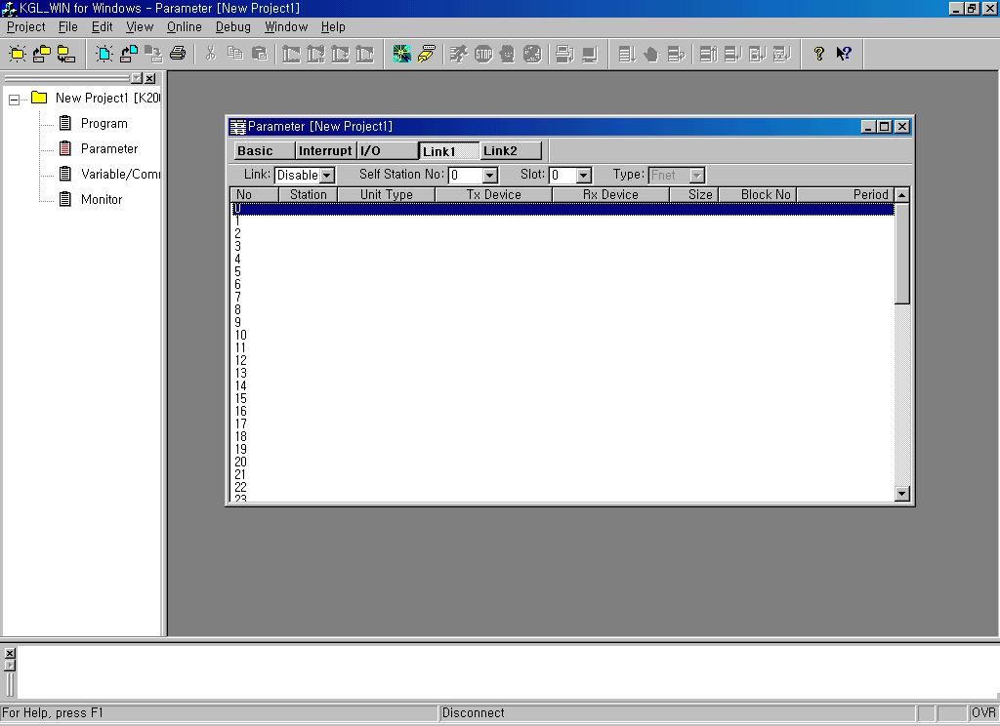 KGL_WIN for Windows - Parameter [New Project1]
Project File Edit View Online Debug Window Help
STOP
New Project1 [K20
Program
Parameter
Variable/Com
Monitor
Parameter [New Project1]
Basic Interrupt I/O Link1 Link2
Link: Disable Self Station No: 0 Slot: 0 Type: Fnet
No Station Unit Type Tx Device Rx Device Size Block No Period
0
1
2
3
4
5
6
7
8
9
10
11
12
13
14
15
16
17
18
19
20
21
22
23
For Help, press F1 Disconnect OVR